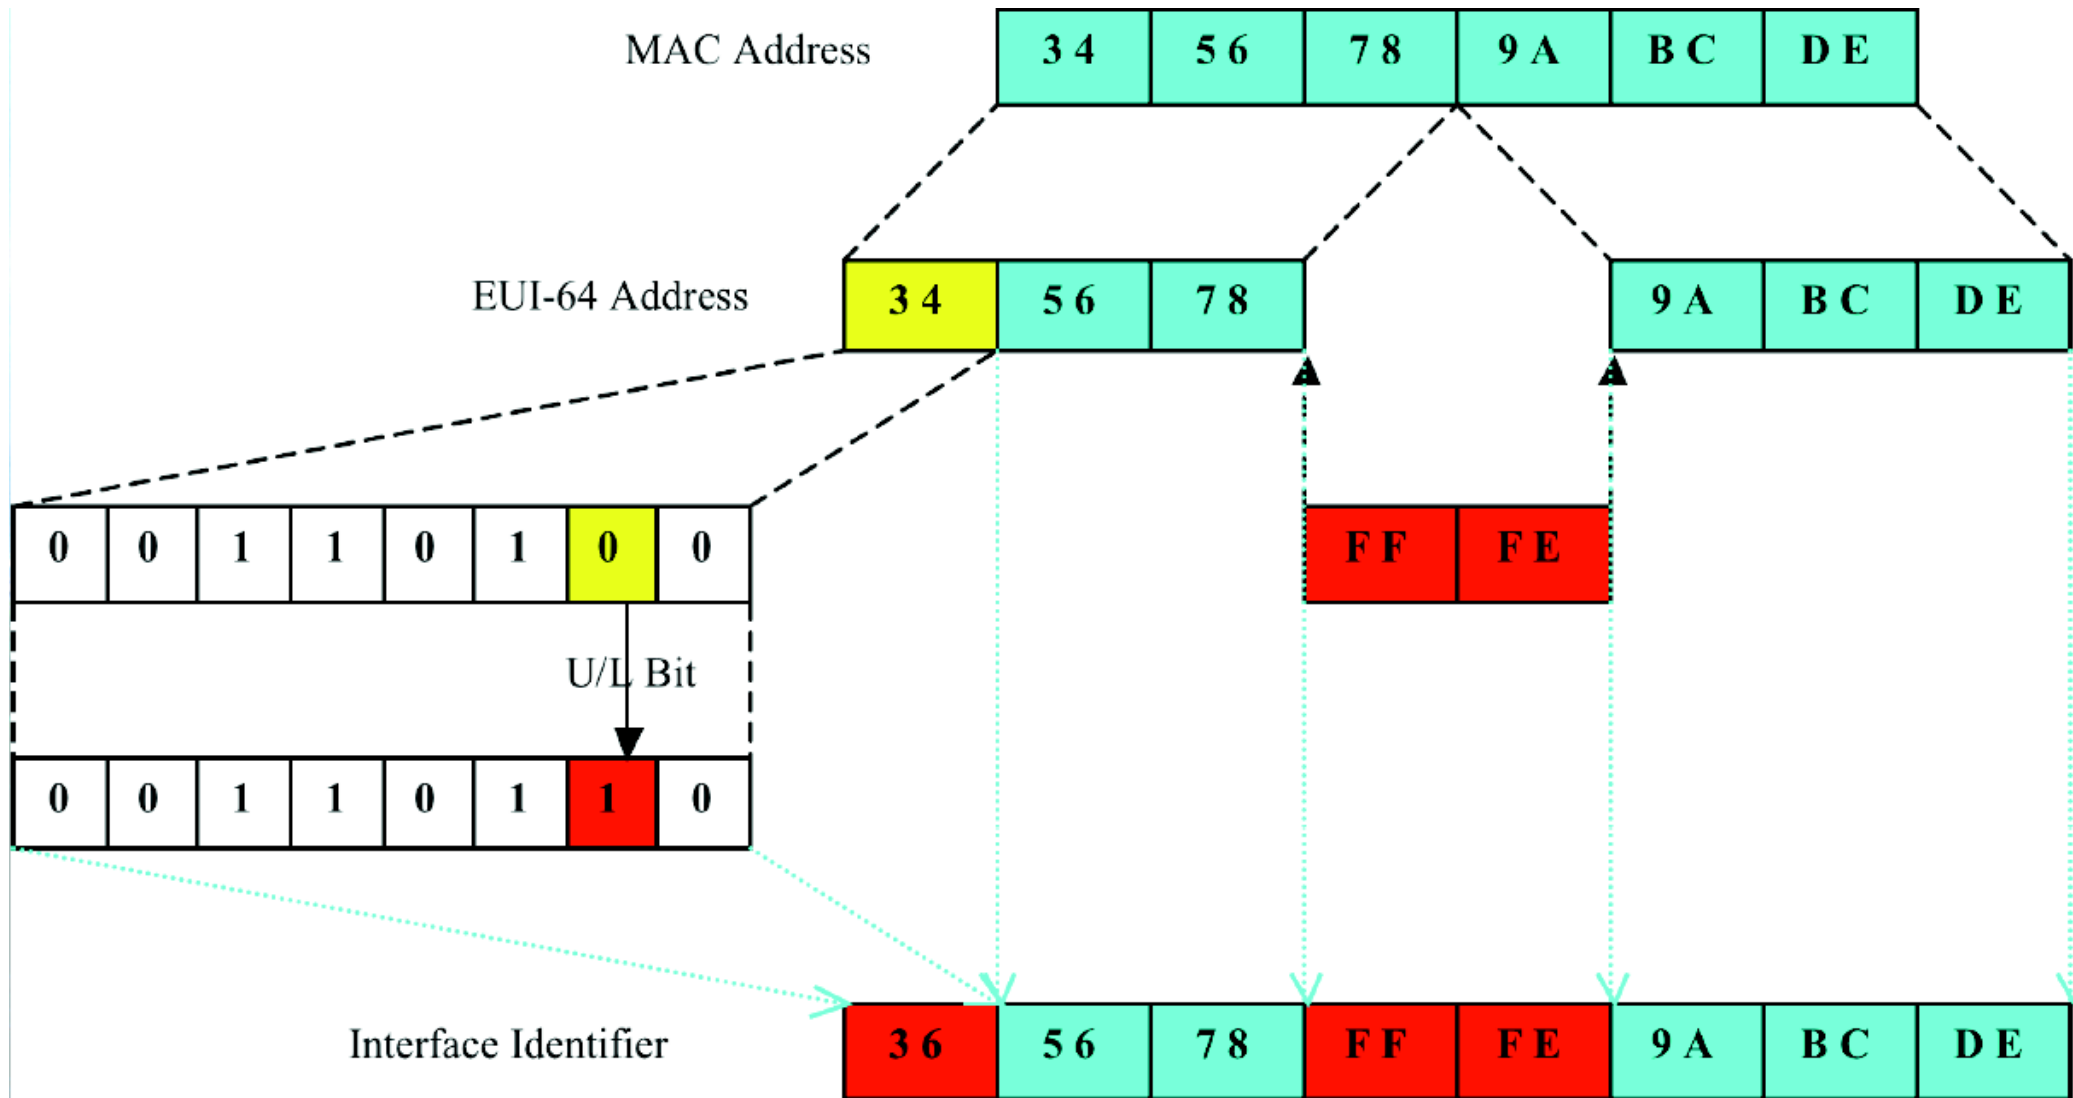 MAC Address 3 4 5 6 7 8 9 A B C D E
EUI-64 Address 3 4 5 6 7 8 9 A B C D E
0 0 1 1 0 1 0 0 F F F E
U/L Bit
0 0 1 1 0 1 1 0
Interface Identifier 3 6 5 6 7 8 F F F E 9 A B C D E